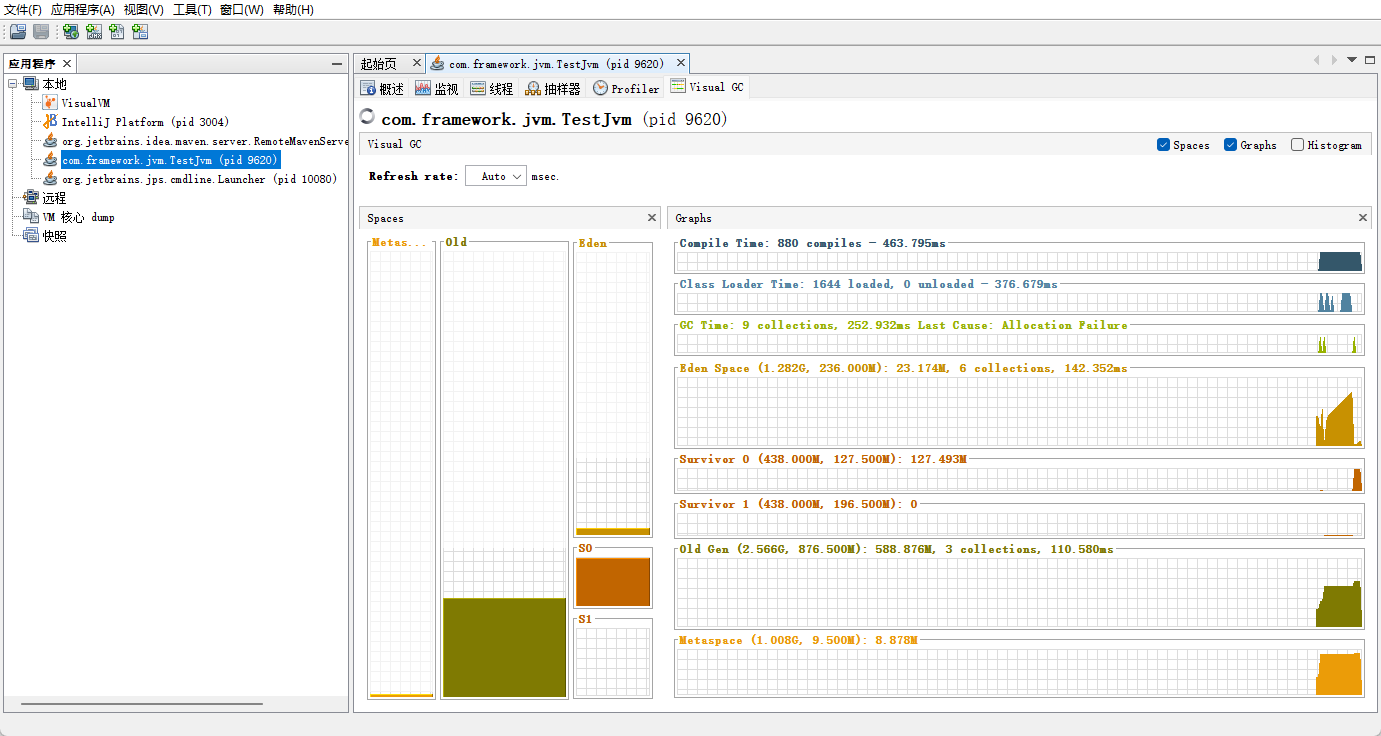 文件(F) 应用程序(A) 视图(V) 工具(T) 窗口(W) 帮助(H)
应用程序
本地
VisualVM
IntelliJ Platform (pid 3004)
org.jetbrains.idea.maven.server.RemoteMavenServe
com.framework.jvm.TestJvm (pid 9620)
org.jetbrains.jps.cmdline.Launcher (pid 10080)
远程
VM 核心 dump
快照
起始页 com.framework.jvm.TestJvm (pid 9620)
概述 监视 线程 抽样器 Profiler Visual GC
com.framework.jvm.TestJvm (pid 9620)
Visual GC Spaces Graphs Histogram
Refresh rate: Auto msec.
Spaces
Metas... Old Eden
S0
S1
Graphs
Compile Time: 880 compiles - 463.795ms
Class Loader Time: 1644 loaded, 0 unloaded - 376.679ms
GC Time: 9 collections, 252.932ms Last Cause: Allocation Failure
Eden Space (1.282G, 236.000M): 23.174M, 6 collections, 142.352ms
Survivor 0 (438.000M, 127.500M): 127.493M
Survivor 1 (438.000M, 196.500M): 0
Old Gen (2.566G, 876.500M): 588.876M, 3 collections, 110.580ms
Metaspace (1.008G, 9.500M): 8.878M